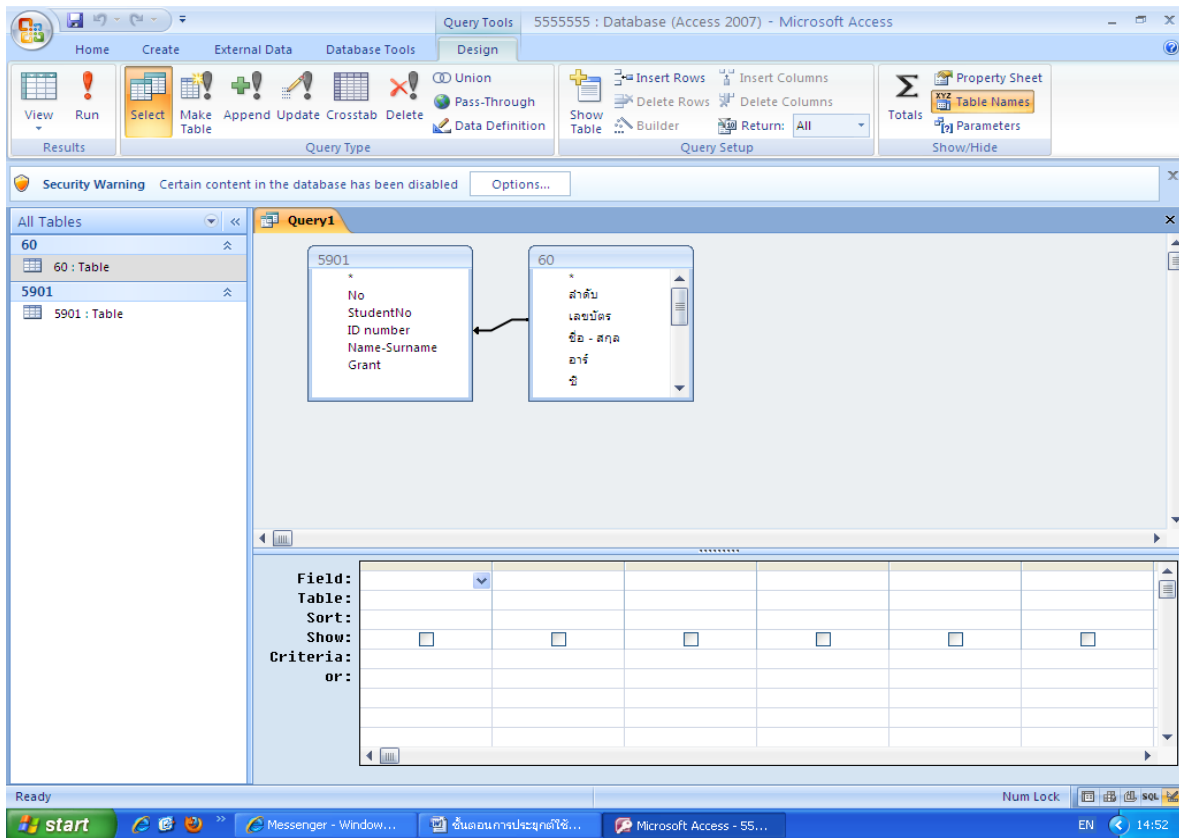 Query Tools
5555555 : Database (Access 2007) - Microsoft Access
Home Create External Data Database Tools Design
View
Run
Results
Select
Make Table
Append
Update
Crosstab
Delete
Union
Pass-Through
Data Definition
Query Type
Show Table
Insert Rows
Delete Rows
Builder
Insert Columns
Delete Columns
Return: All
Query Setup
Totals
Property Sheet
Table Names
Parameters
Show/Hide
Security Warning Certain content in the database has been disabled Options...
All Tables
60
60 : Table
5901
5901 : Table
Query1
5901
*
No
StudentNo
ID number
Name-Surname
Grant
60
*
ลำดับ
เลขบัตร
ชื่อ - สกุล
อาร์
ซิ
Field:
Table:
Sort:
Show:
Criteria:
or:
Ready
Num Lock
SQL
start
Messenger - Window...
ขั้นตอนการประยุกต์ใช้...
Microsoft Access - 55...
EN
14:52